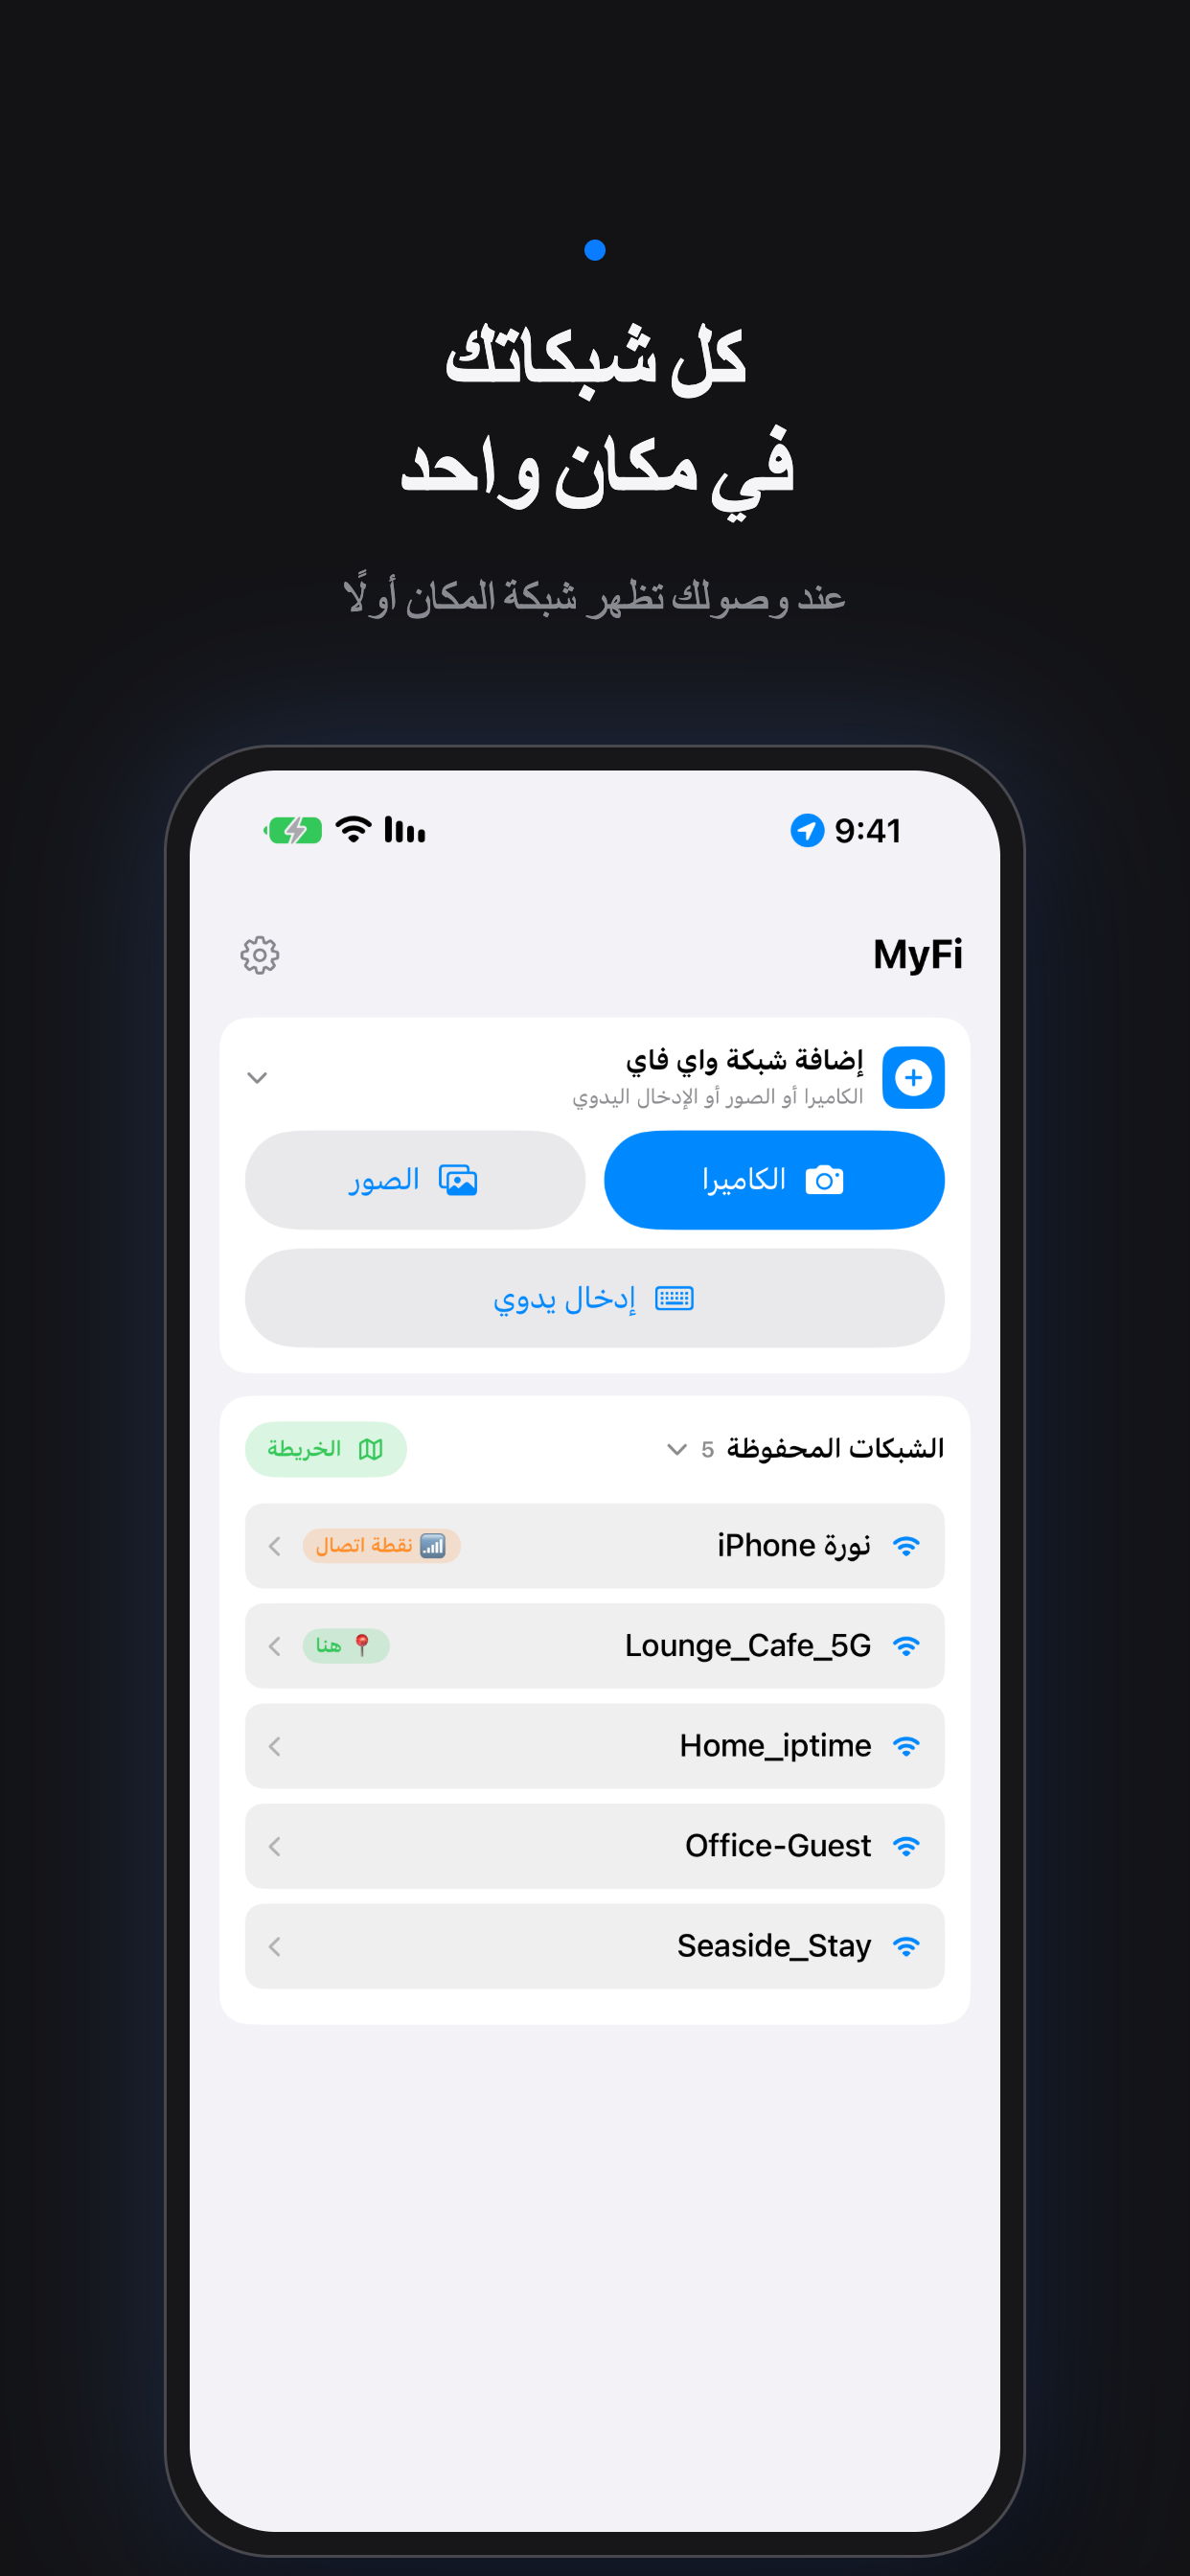 كل شبكاتك
في مكان واحد
عند وصولك تظهر شبكة المكان أولًا
9:41
MyFi
إضافة شبكة واي فاي
الكاميرا أو الصور أو الإدخال اليدوي
الكاميرا
الصور
إدخال يدوي
الشبكات المحفوظة 5
الخريطة
نورة iPhone
نقطة اتصال
Lounge_Cafe_5G
هنا
Home_iptime
Office-Guest
Seaside_Stay